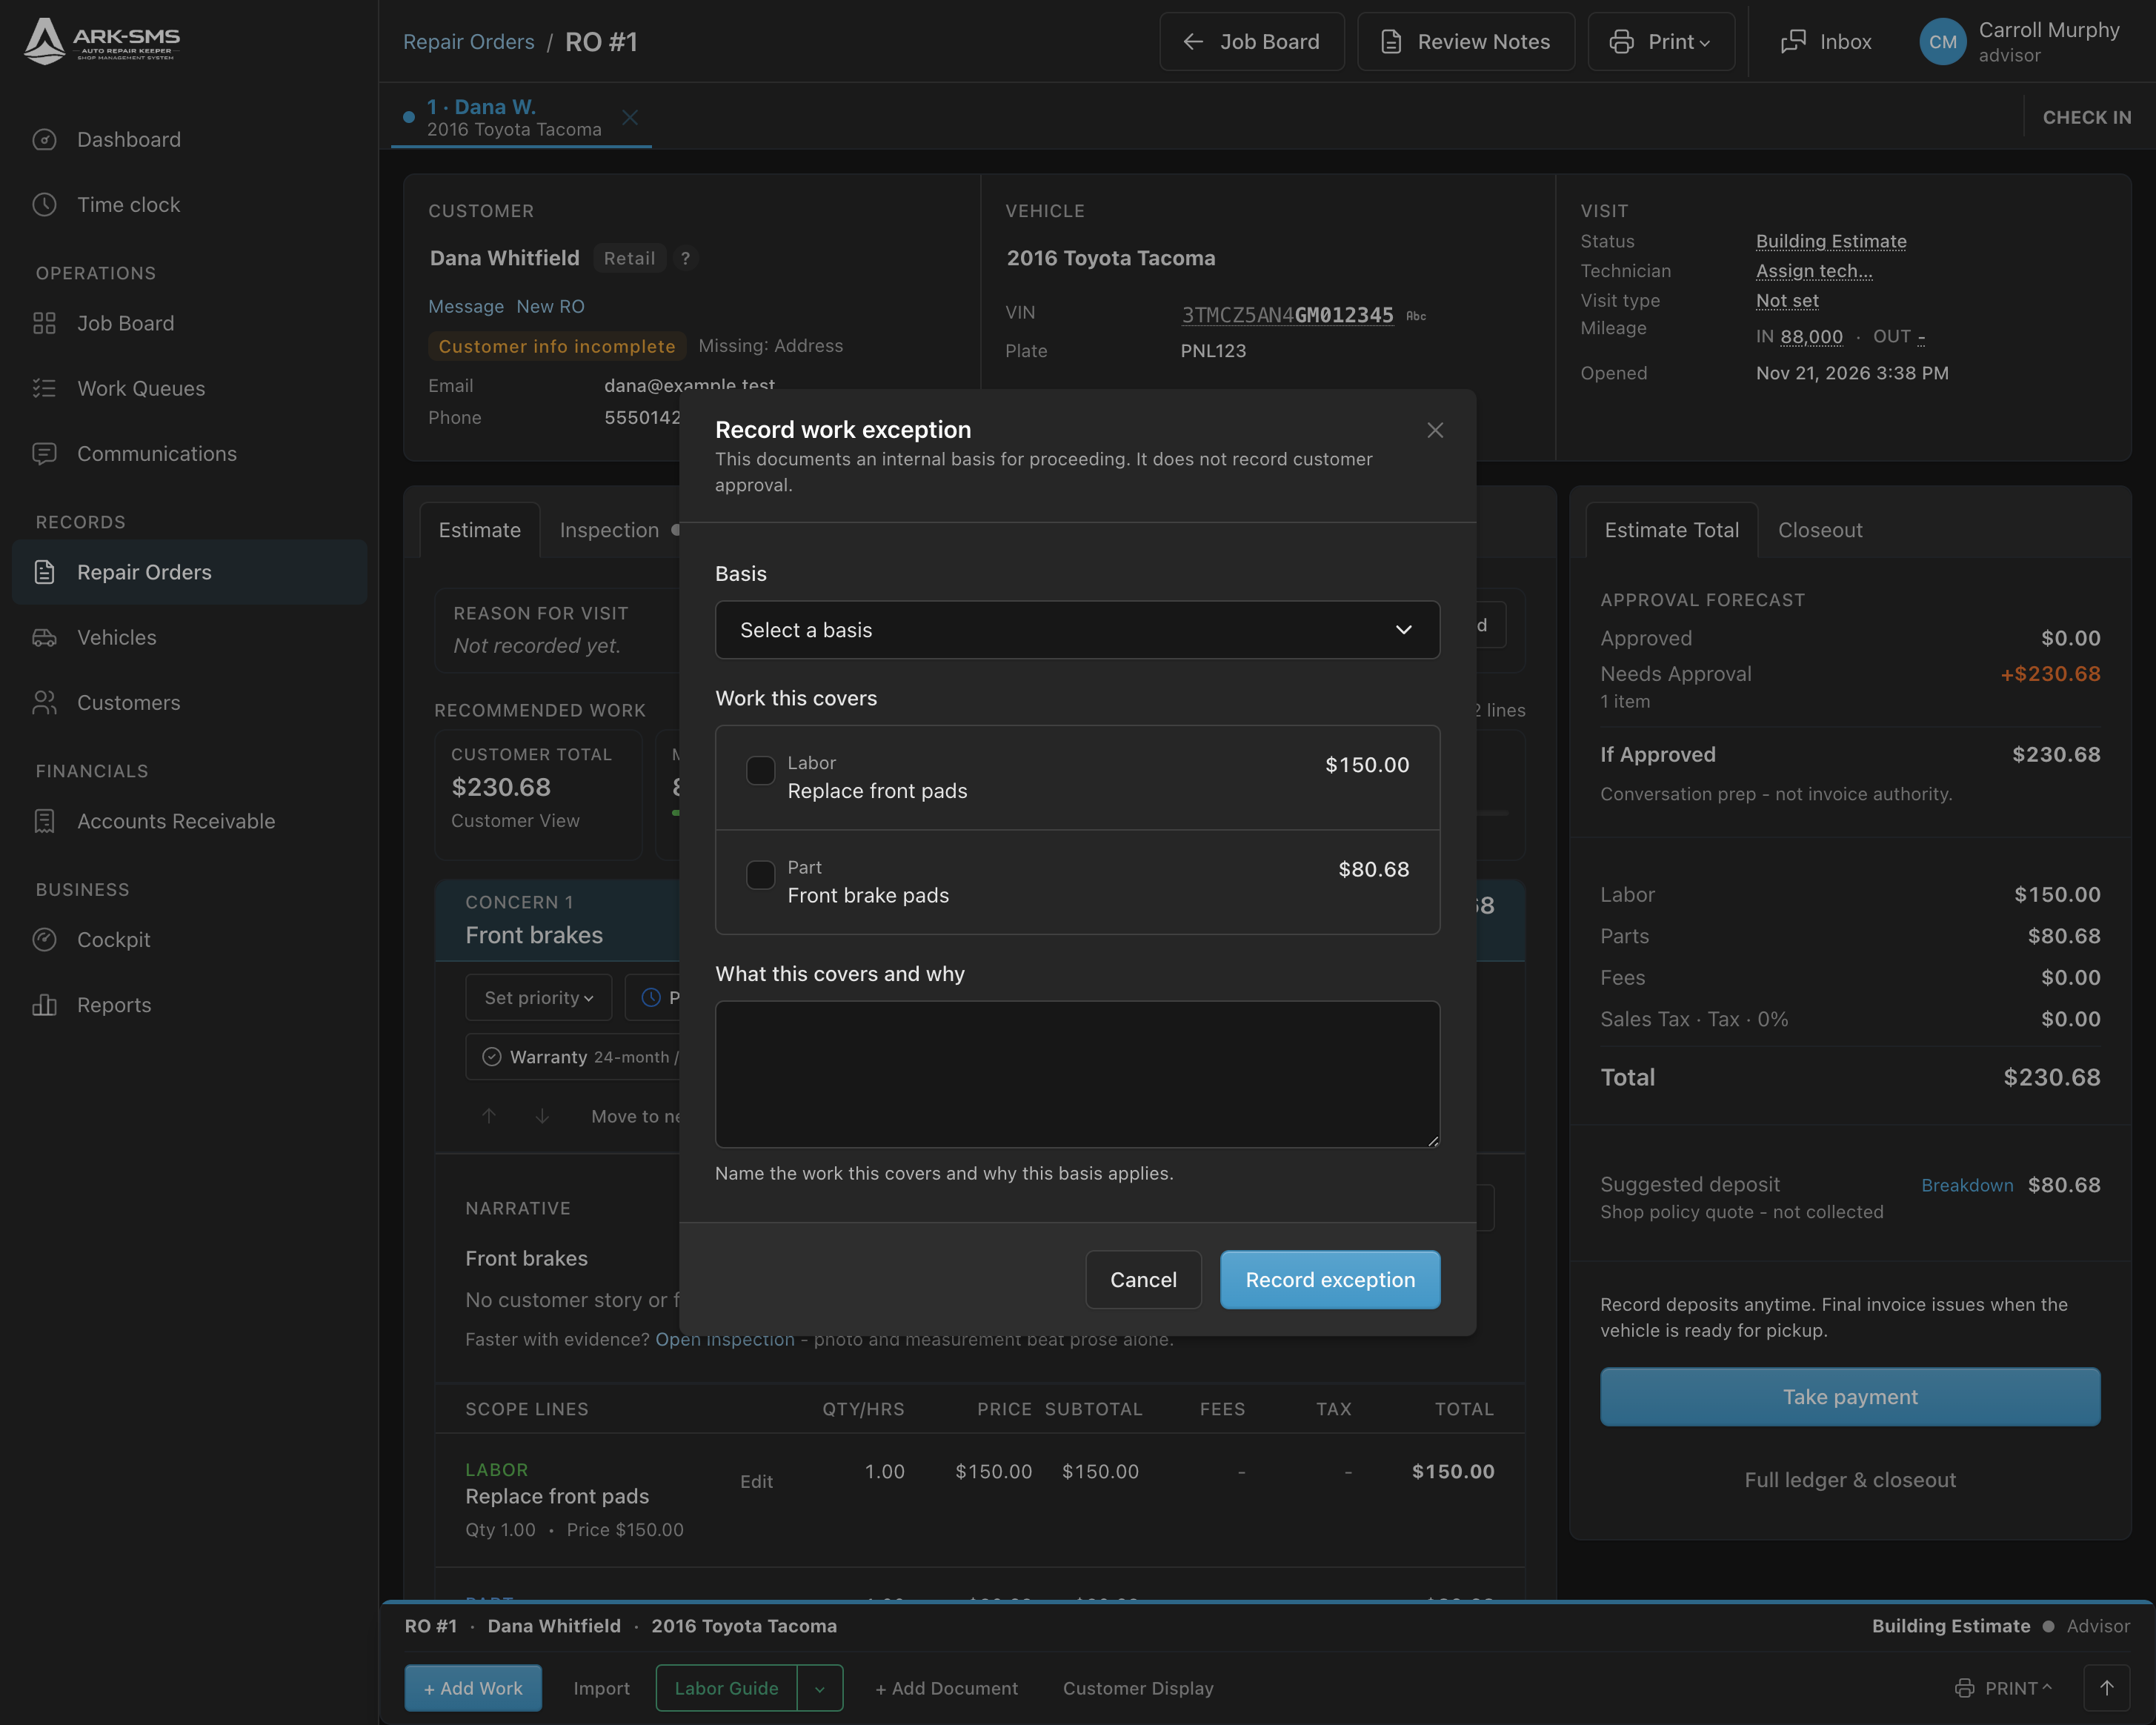 ARK-SMS
AUTO REPAIR KEEPER
SHOP MANAGEMENT SYSTEM
Dashboard
Time clock
OPERATIONS
Job Board
Work Queues
Communications
RECORDS
Repair Orders
Vehicles
Customers
FINANCIALS
Accounts Receivable
BUSINESS
Cockpit
Reports
Repair Orders / RO #1
Job Board
Review Notes
Print
Inbox
CM
Carroll Murphy
advisor
1 · Dana W.
2016 Toyota Tacoma
CHECK IN
CUSTOMER
Dana Whitfield Retail ?
Message New RO
Customer info incomplete Missing: Address
Email dana@example.test
Phone 5550142
VEHICLE
2016 Toyota Tacoma
VIN 3TMCZ5AN4GM012345 Abc
Plate PNL123
VISIT
Status Building Estimate
Technician Assign tech...
Visit type Not set
Mileage IN 88,000 · OUT -
Opened Nov 21, 2026 3:38 PM
Record work exception
This documents an internal basis for proceeding. It does not record customer
approval.
Basis
Select a basis
Work this covers
Labor
Replace front pads
$150.00
Part
Front brake pads
$80.68
What this covers and why
Name the work this covers and why this basis applies.
Cancel
Record exception
Estimate
Inspection
REASON FOR VISIT
Not recorded yet.
RECOMMENDED WORK
2 lines
CUSTOMER TOTAL
$230.68
Customer View
CONCERN 1
Front brakes
Set priority
Warranty 24-month /
Move to
NARRATIVE
Front brakes
No customer story or
Faster with evidence? Open inspection - photo and measurement beat prose alone.
SCOPE LINES QTY/HRS PRICE SUBTOTAL FEES TAX TOTAL
LABOR
Replace front pads
Qty 1.00 • Price $150.00
Edit
1.00 $150.00 $150.00 - - $150.00
Estimate Total
Closeout
APPROVAL FORECAST
Approved $0.00
Needs Approval +$230.68
1 item
If Approved $230.68
Conversation prep - not invoice authority.
Labor $150.00
Parts $80.68
Fees $0.00
Sales Tax · Tax · 0% $0.00
Total $230.68
Suggested deposit Breakdown $80.68
Shop policy quote - not collected
Record deposits anytime. Final invoice issues when the
vehicle is ready for pickup.
Take payment
Full ledger & closeout
RO #1 · Dana Whitfield · 2016 Toyota Tacoma
Building Estimate Advisor
+ Add Work
Import
Labor Guide
+ Add Document
Customer Display
PRINT